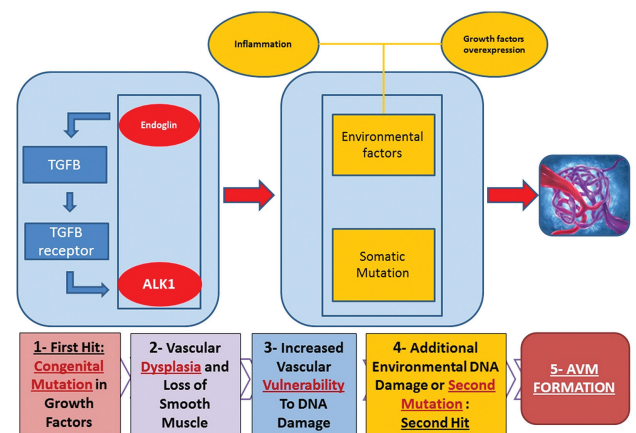 Inflammation
Growth factors
overexpression
Endoglin
TGFB
TGFB
receptor
ALK1
Environmental
factors
Somatic
Mutation
1- First Hit:
Congenital
Mutation in
Growth
Factors
2- Vascular
Dysplasia and
Loss of
Smooth
Muscle
3- Increased
Vascular
Vulnerability
To DNA
Damage
4- Additional
Environmental DNA
Damage or Second
Mutation :
Second Hit
5- AVM
FORMATION